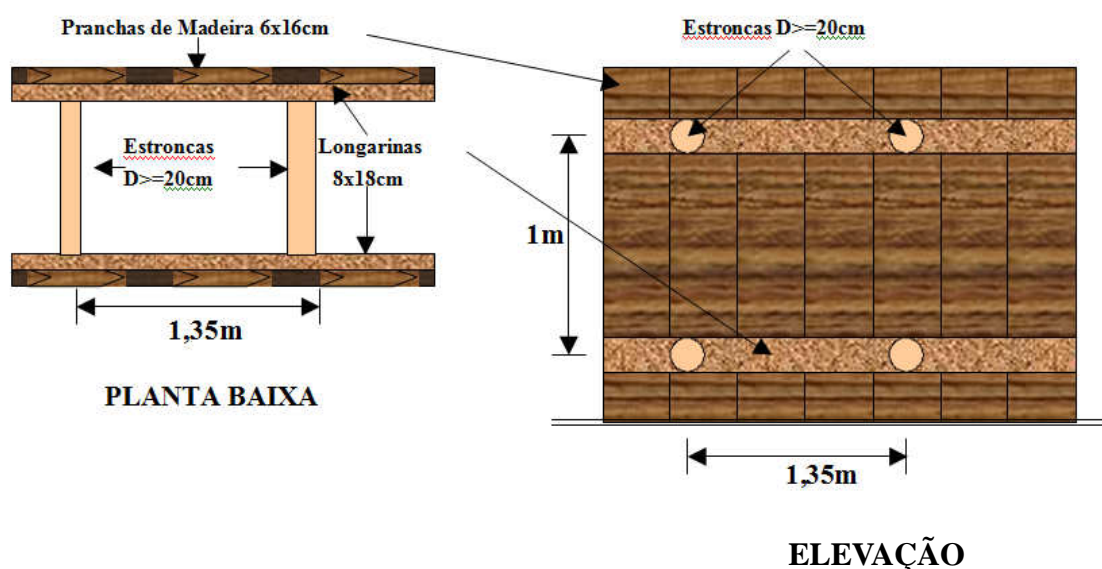 Pranchas de Madeira 6x16cm
Estroncas D>=20cm
Estroncas
D>=20cm
Longarinas
8x18cm
1m
1,35m
PLANTA BAIXA
1,35m
ELEVAÇÃO